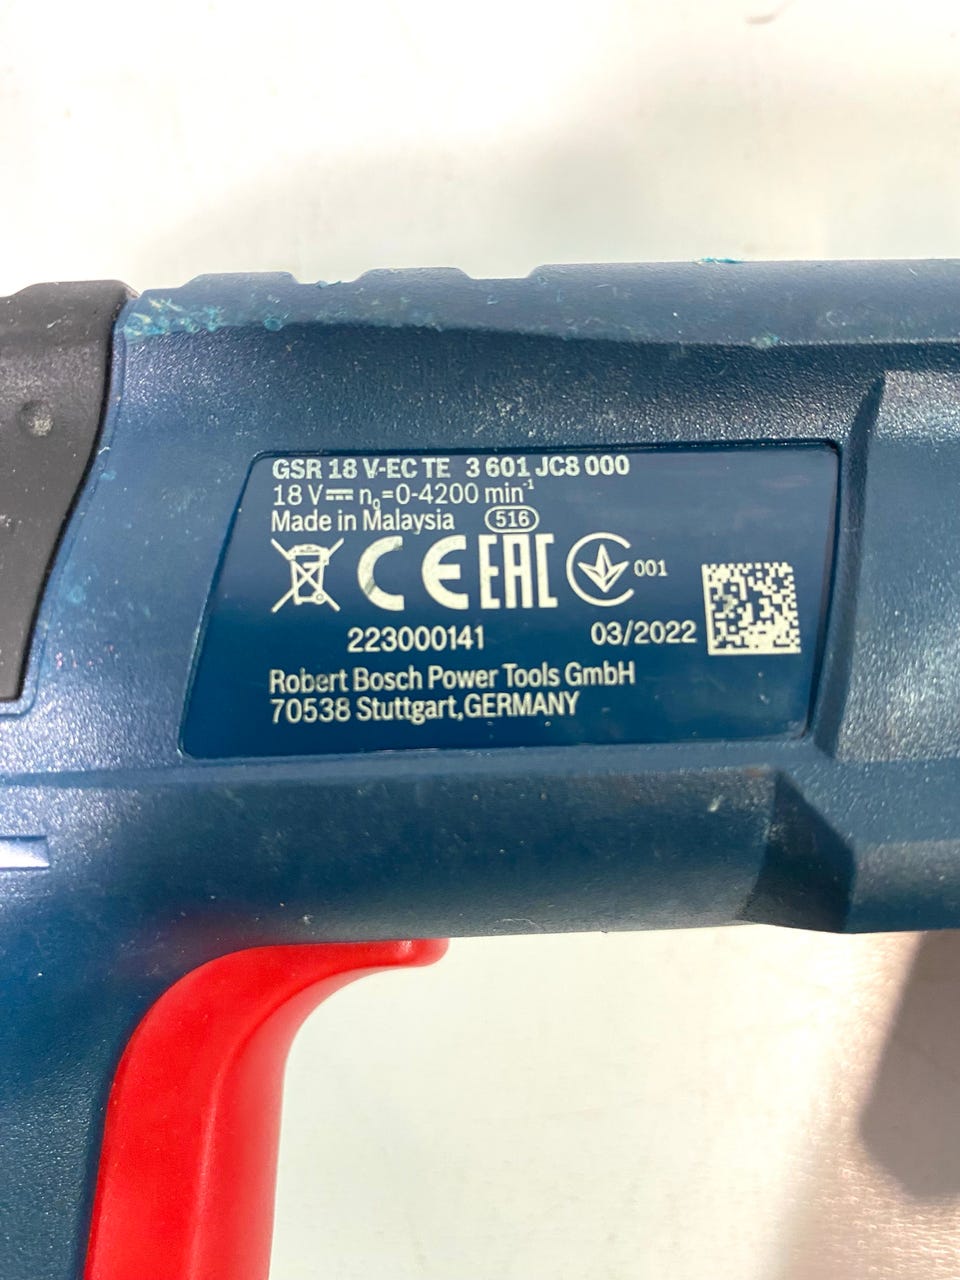 GSR 18 V-EC TE 3 601 JC8 000
18 V⎓ n₀=0-4200 min⁻¹
Made in Malaysia 516
CE EAC 001
223000141 03/2022
Robert Bosch Power Tools GmbH
70538 Stuttgart, GERMANY